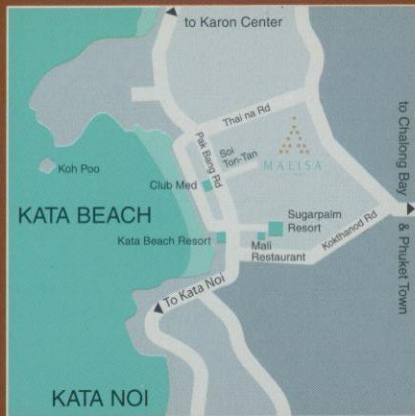 to Karon Center
Thai na Rd
Pak Bang Rd
Soi
Ton-Tan
MALISA
Koh Poo
Club Med
to Chalong Bay
& Phuket Town
KATA BEACH
Sugarpalm
Resort
Kata Beach Resort
Mali
Restaurant
Kokthanod Rd
To Kata Noi
KATA NOI